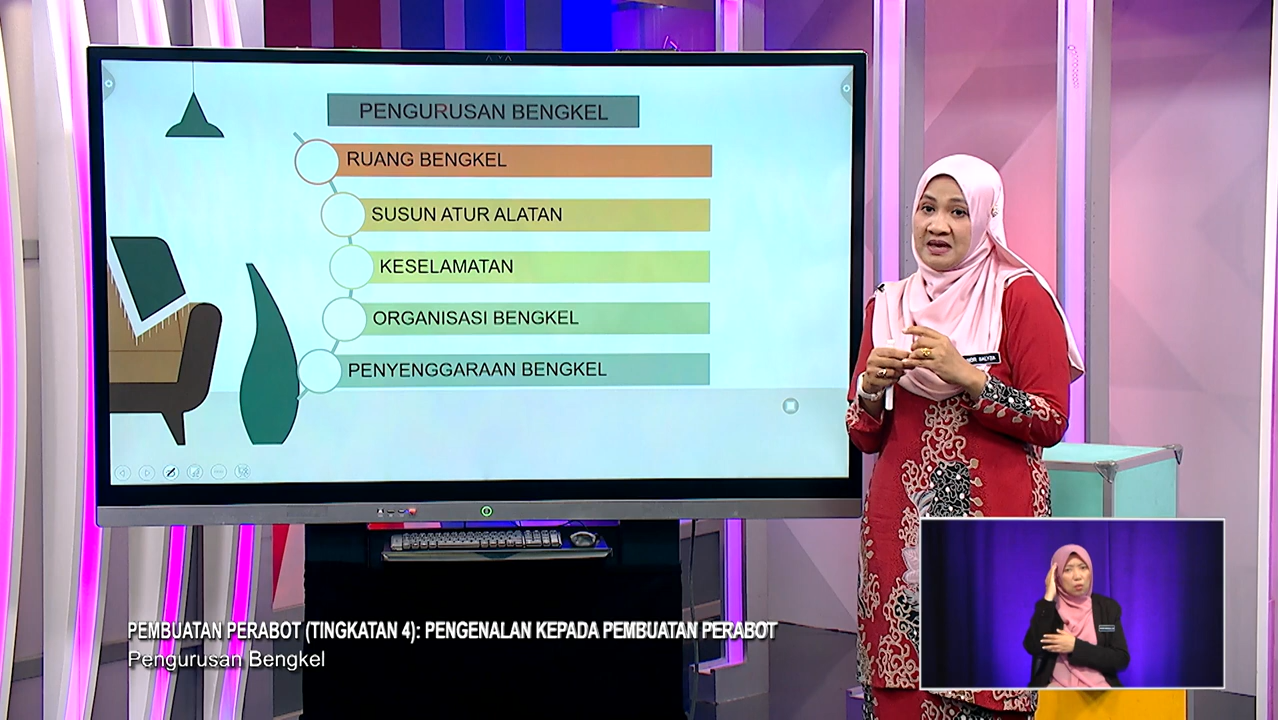 PENGURUSAN BENGKEL
RUANG BENGKEL
SUSUN ATUR ALATAN
KESELAMATAN
ORGANISASI BENGKEL
PENYENGGARAAN BENGKEL
PEMBUATAN PERABOT (TINGKATAN 4): PENGENALAN KEPADA PEMBUATAN PERABOT
Pengurusan Bengkel